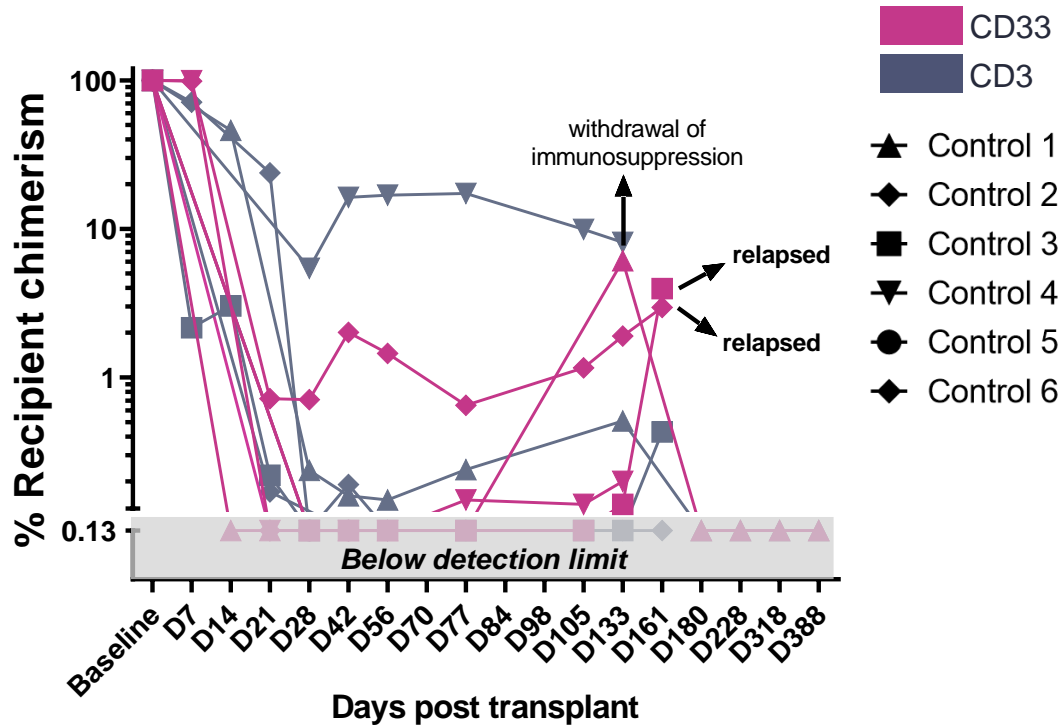 CD33
CD3
Control 1
Control 2
Control 3
Control 4
Control 5
Control 6
% Recipient chimerism
100
10
1
0.13
withdrawal of
immunosuppression
relapsed
relapsed
Below detection limit
Baseline
D7
D14
D21
D28
D42
D56
D70
D77
D84
D98
D105
D133
D161
D180
D228
D318
D388
Days post transplant